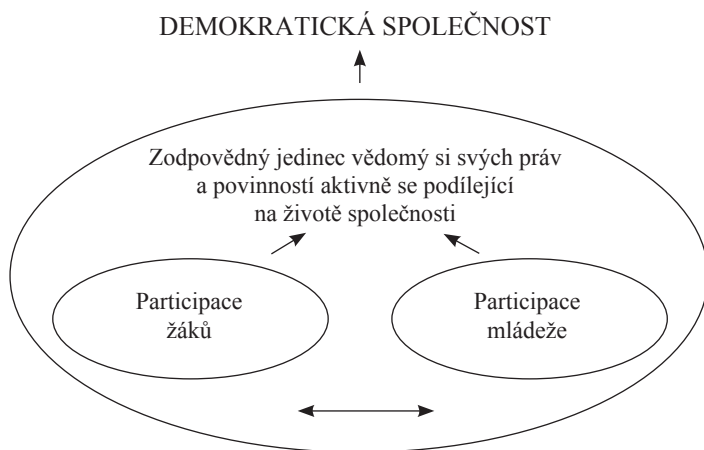 DEMOKRATICKÁ SPOLEČNOST
Zodpovědný jedinec vědomý si svých práv
a povinností aktivně se podílející
na životě společnosti
Participace
žáků
Participace
mládeže